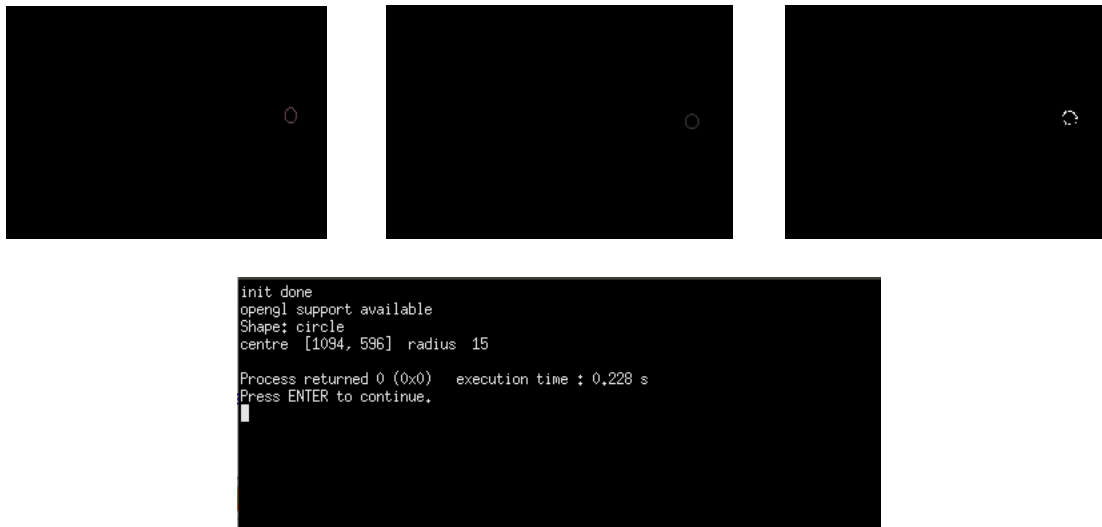 init done
opengl support available
Shape: circle
centre [1094, 596] radius 15
Process returned 0 (0x0) execution time : 0.228 s
Press ENTER to continue.